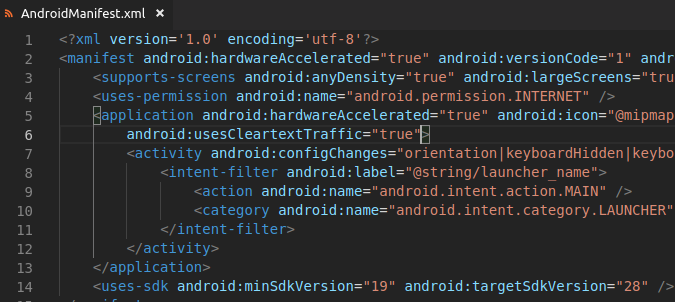 AndroidManifest.xml ×
1 <?xml version='1.0' encoding='utf-8'?>
2 <manifest android:hardwareAccelerated="true" android:versionCode="1" andr
3 <supports-screens android:anyDensity="true" android:largeScreens="tru
4 <uses-permission android:name="android.permission.INTERNET" />
5 <application android:hardwareAccelerated="true" android:icon="@mipmap
6 android:usesCleartextTraffic="true">
7 <activity android:configChanges="orientation|keyboardHidden|keybo
8 <intent-filter android:label="@string/launcher_name">
9 <action android:name="android.intent.action.MAIN" />
10 <category android:name="android.intent.category.LAUNCHER"
11 </intent-filter>
12 </activity>
13 </application>
14 <uses-sdk android:minSdkVersion="19" android:targetSdkVersion="28" />